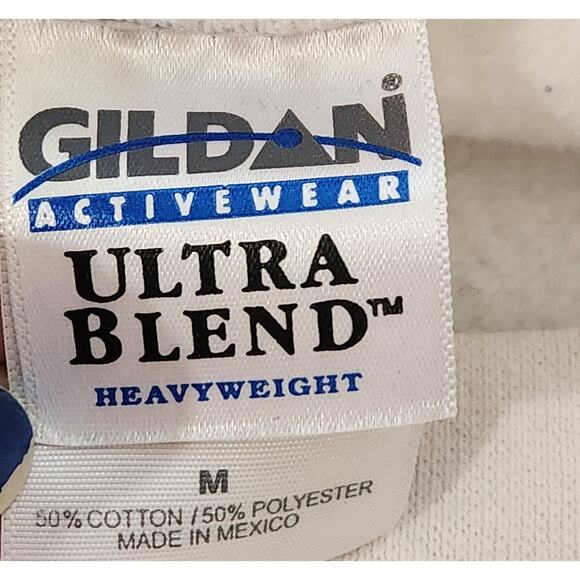 GILDAN®
ACTIVEWEAR
ULTRA
BLEND™
HEAVYWEIGHT
M
50% COTTON / 50% POLYESTER
MADE IN MEXICO